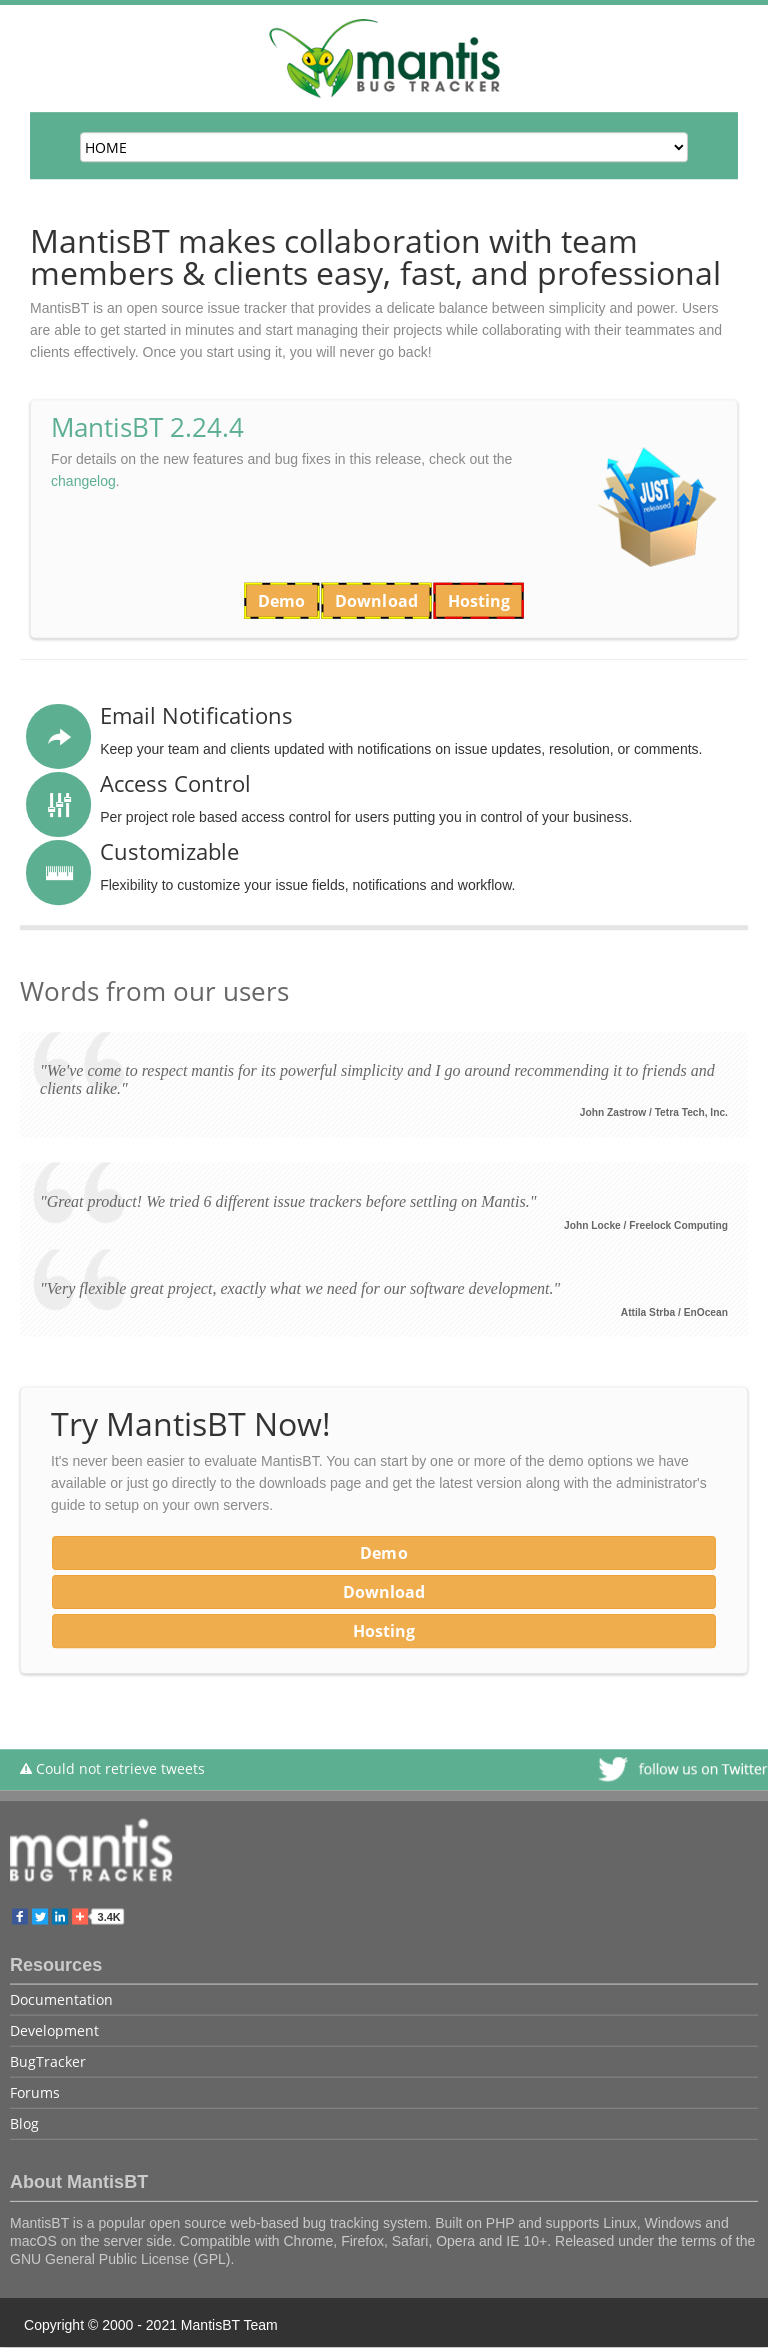 mantis
BUG TRACKER
HOME
MantisBT makes collaboration with team
members & clients easy, fast, and professional
MantisBT is an open source issue tracker that provides a delicate balance between simplicity and power. Users
are able to get started in minutes and start managing their projects while collaborating with their teammates and
clients effectively. Once you start using it, you will never go back!
MantisBT 2.24.4
For details on the new features and bug fixes in this release, check out the
changelog.
JUST
released
Demo Download Hosting
Email Notifications
Keep your team and clients updated with notifications on issue updates, resolution, or comments.
Access Control
Per project role based access control for users putting you in control of your business.
Customizable
Flexibility to customize your issue fields, notifications and workflow.
Words from our users
"We've come to respect mantis for its powerful simplicity and I go around recommending it to friends and
clients alike."
John Zastrow / Tetra Tech, Inc.
"Great product! We tried 6 different issue trackers before settling on Mantis."
John Locke / Freelock Computing
"Very flexible great project, exactly what we need for our software development."
Attila Strba / EnOcean
Try MantisBT Now!
It's never been easier to evaluate MantisBT. You can start by one or more of the demo options we have
available or just go directly to the downloads page and get the latest version along with the administrator's
guide to setup on your own servers.
Demo
Download
Hosting
Could not retrieve tweets
follow us on Twitter
mantis
BUG TRACKER
3.4K
Resources
Documentation
Development
BugTracker
Forums
Blog
About MantisBT
MantisBT is a popular open source web-based bug tracking system. Built on PHP and supports Linux, Windows and
macOS on the server side. Compatible with Chrome, Firefox, Safari, Opera and IE 10+. Released under the terms of the
GNU General Public License (GPL).
Copyright © 2000 - 2021 MantisBT Team